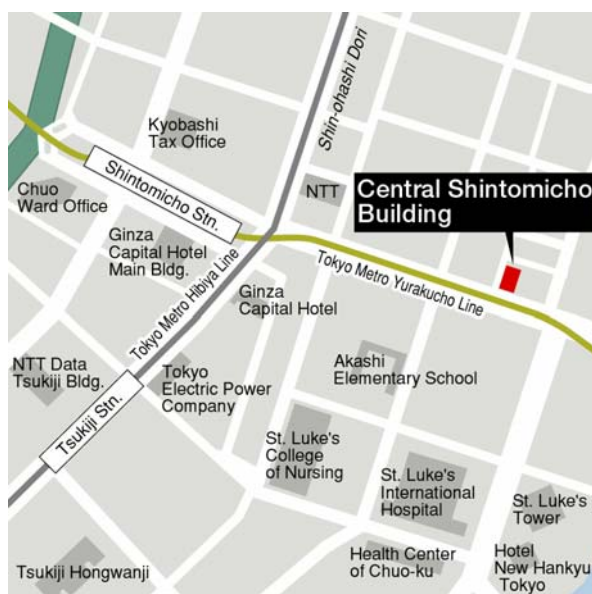 Shin-ohashi Dori
Kyobashi
Tax Office
Shintomicho Stn.
NTT
Central Shintomicho
Building
Chuo
Ward Office
Ginza
Capital Hotel
Main Bldg.
Tokyo Metro Hibiya Line
Tokyo Metro Yurakucho Line
Ginza
Capital Hotel
NTT Data
Tsukiji Bldg.
Tsukiji Stn.
Tokyo
Electric Power
Company
Akashi
Elementary School
St. Luke's
College
of Nursing
St. Luke's
International
Hospital
St. Luke's
Tower
Tsukiji Hongwanji
Health Center
of Chuo-ku
Hotel
New Hankyu
Tokyo